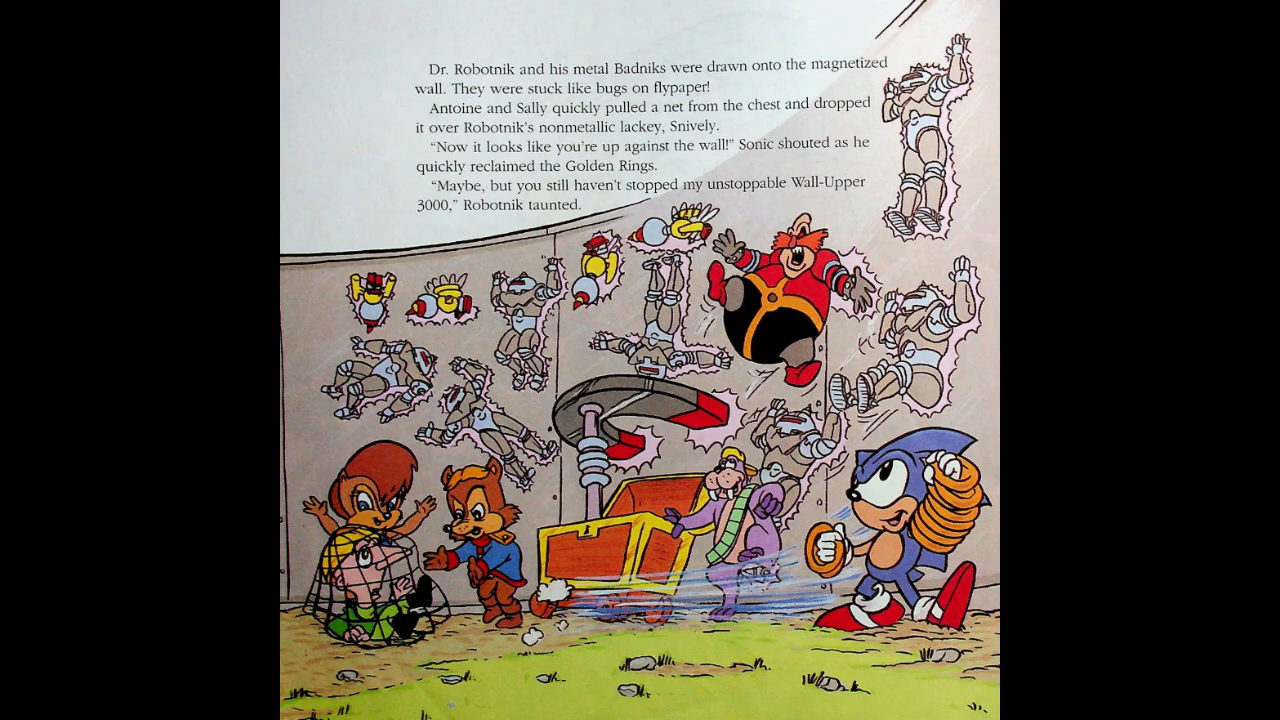 Dr. Robotnik and his metal Badniks were drawn onto the magnetized
wall. They were stuck like bugs on flypaper!
Antoine and Sally quickly pulled a net from the chest and dropped
it over Robotnik's nonmetallic lackey, Snively.
"Now it looks like you're up against the wall!" Sonic shouted as he
quickly reclaimed the Golden Rings.
"Maybe, but you still haven't stopped my unstoppable Wall-Upper
3000," Robotnik taunted.